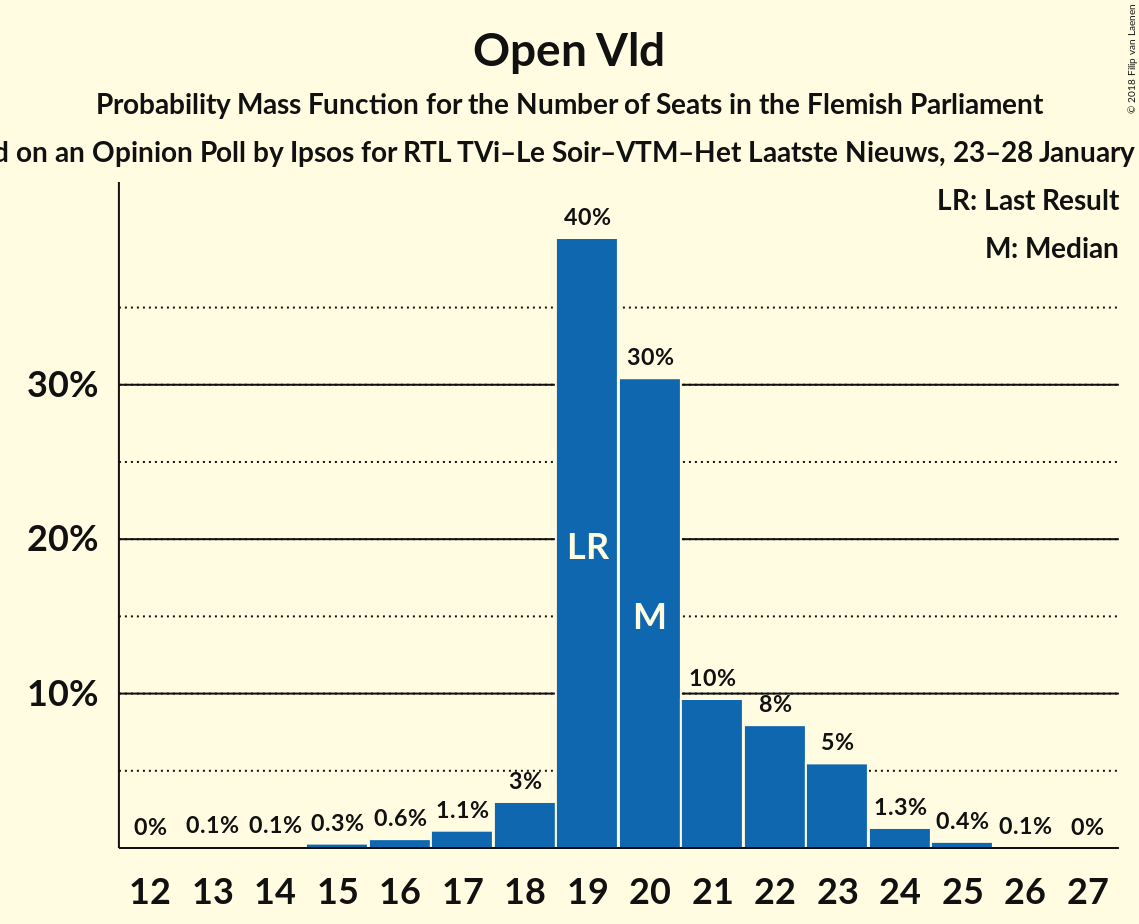 Open Vld
Probability Mass Function for the Number of Seats in the Flemish Parliament
d on an Opinion Poll by Ipsos for RTL TVi–Le Soir–VTM–Het Laatste Nieuws, 23–28 January
© 2018 Filip van Laenen
LR: Last Result
M: Median
40%
30%
30%
20%
LR
M
10%
10%
8%
5%
3%
0% 0.1% 0.1% 0.3% 0.6% 1.1% 1.3% 0.4% 0.1% 0%
12 13 14 15 16 17 18 19 20 21 22 23 24 25 26 27